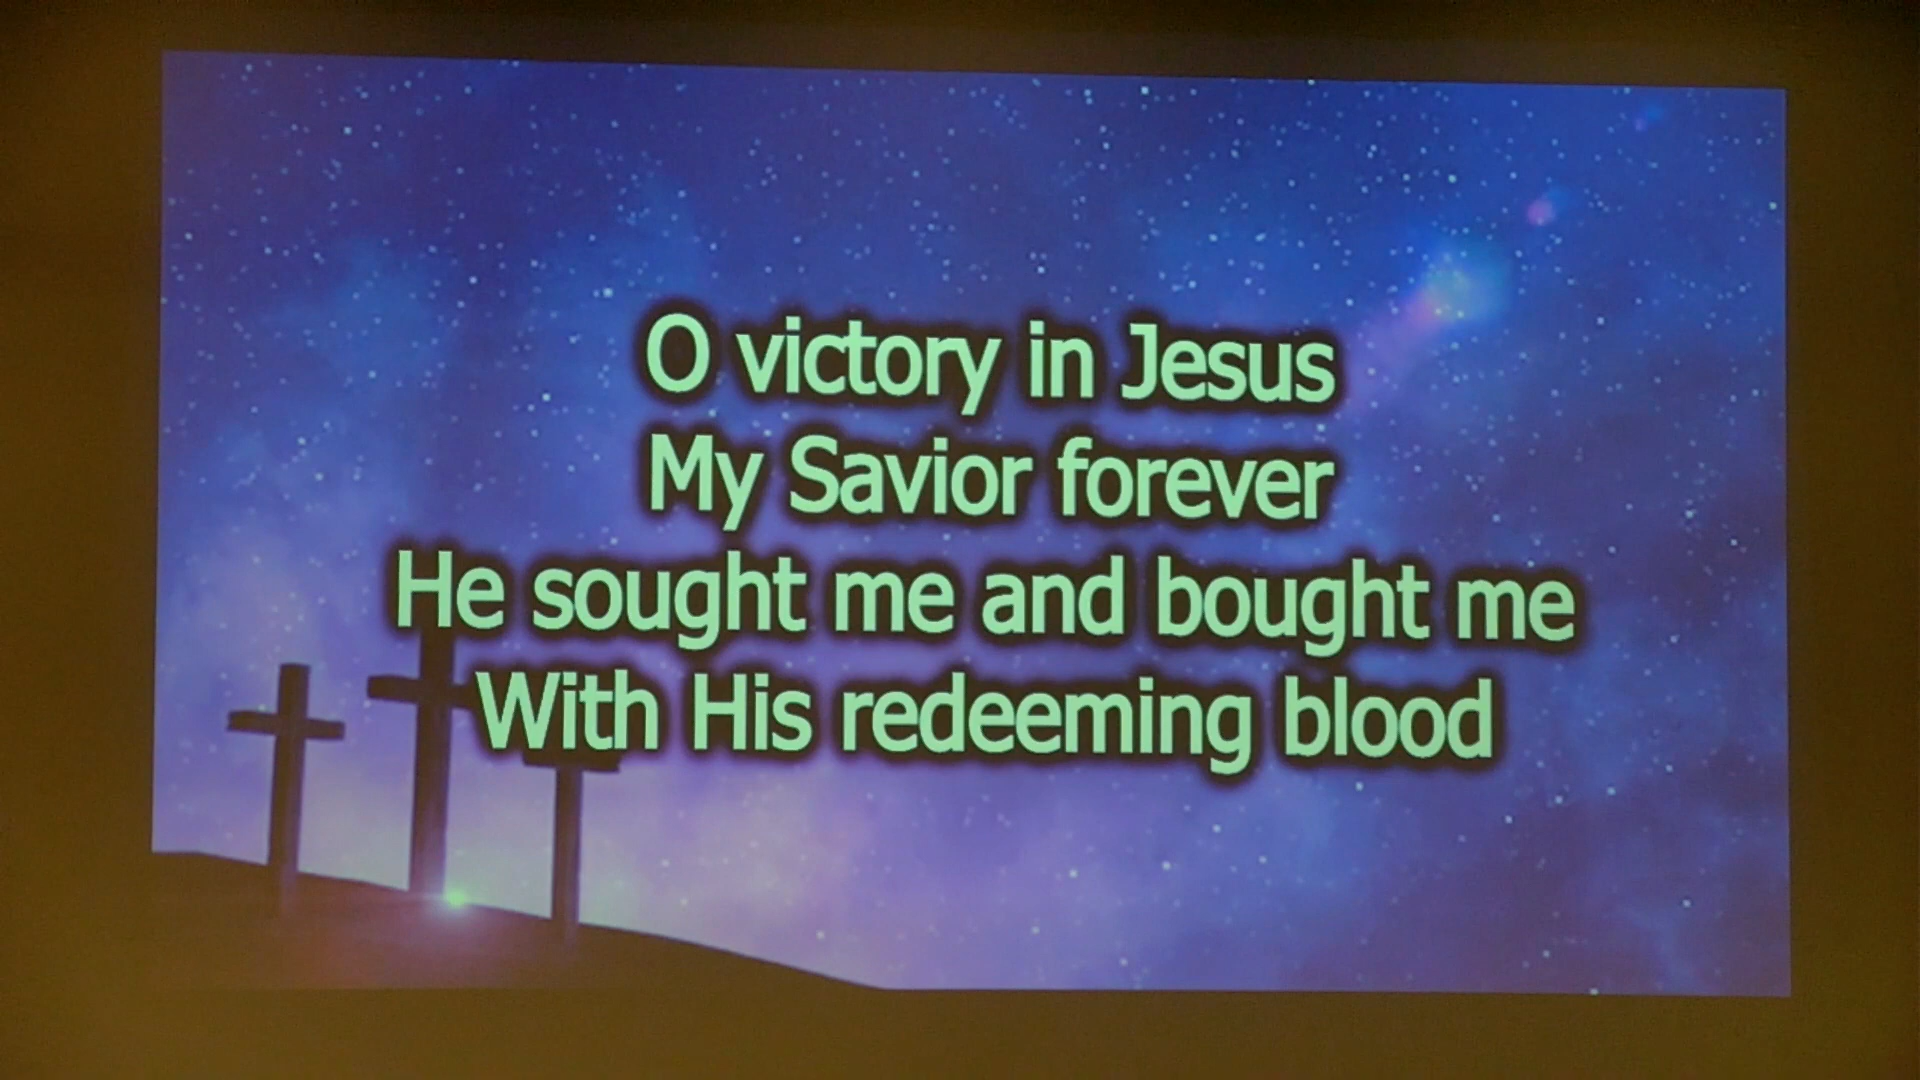 O victory in Jesus
My Savior forever
He sought me and bought me
With His redeeming blood